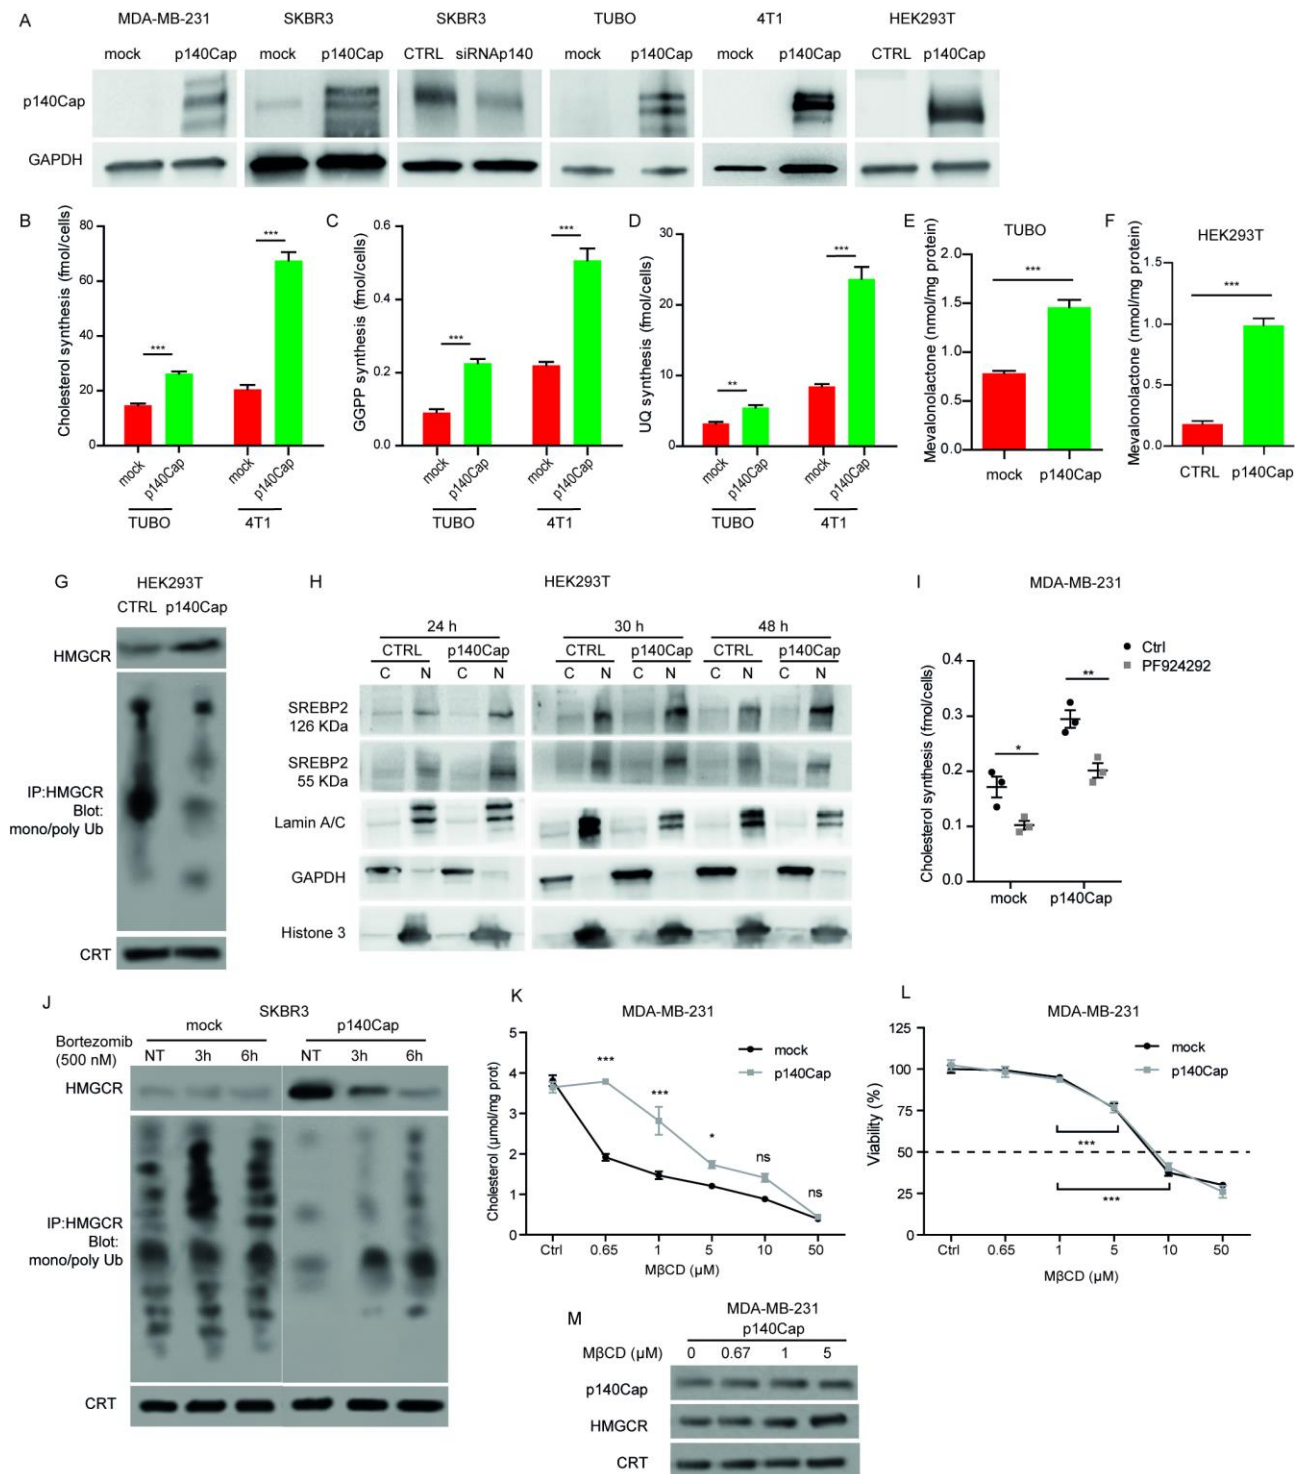 A
MDA-MB-231 SKBR3 SKBR3 TUBO 4T1 HEK293T
mock p140Cap mock p140Cap CTRL siRNAp140 mock p140Cap mock p140Cap CTRL p140Cap
p140Cap
GAPDH
B
Cholesterol synthesis (fmol/cells)
80
60
40
20
0
***
***
mock p140Cap mock p140Cap
TUBO 4T1
C
GGPP synthesis (fmol/cells)
0.6
0.4
0.2
0.0
***
***
mock p140Cap mock p140Cap
TUBO 4T1
D
UQ synthesis (fmol/cells)
30
20
10
0
**
***
mock p140Cap mock p140Cap
TUBO 4T1
E
TUBO
Mevalonolactone (nmol/mg protein)
2.0
1.5
1.0
0.5
0.0
***
mock p140Cap
F
HEK293T
Mevalonolactone (nmol/mg protein)
1.5
1.0
0.5
0.0
***
CTRL p140Cap
G
HEK293T
CTRL p140Cap
HMGCR
IP:HMGCR
Blot:
mono/poly Ub
CRT
H
HEK293T
24 h 30 h 48 h
CTRL p140Cap CTRL p140Cap CTRL p140Cap
C N C N C N C N C N C N
SREBP2
126 KDa
SREBP2
55 KDa
Lamin A/C
GAPDH
Histone 3
I
MDA-MB-231
Ctrl
PF924292
Cholesterol synthesis (fmol/cells)
0.4
0.3
0.2
0.1
0.0
*
**
mock p140Cap
J
SKBR3
mock p140Cap
Bortezomib
(500 nM)
NT 3h 6h NT 3h 6h
HMGCR
IP:HMGCR
Blot:
mono/poly Ub
CRT
K
MDA-MB-231
mock
p140Cap
Cholesterol (µmol/mg prot)
5
4
3
2
1
0
***
***
*
ns
ns
Ctrl 0.65 1 5 10 50
MβCD (µM)
L
MDA-MB-231
mock
p140Cap
Viability (%)
125
100
75
50
25
0
***
***
Ctrl 0.65 1 5 10 50
MβCD (µM)
M
MDA-MB-231
p140Cap
MβCD (µM) 0 0.67 1 5
p140Cap
HMGCR
CRT